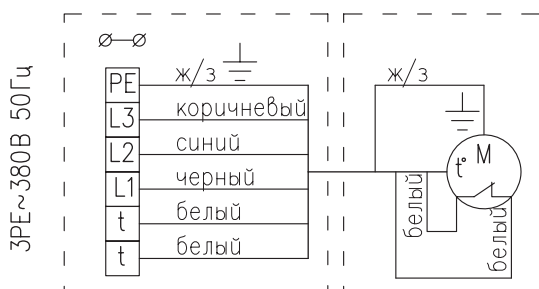 3PE~380В 50Гц
PE ж/з
L3 коричневый
L2 синий
L1 черный
t белый
t белый
ж/з
t° M
белый
белый